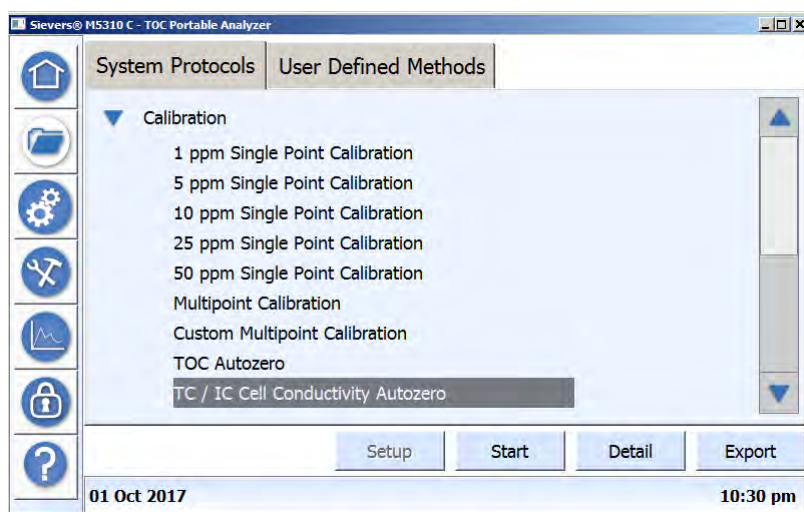 Sievers® M5310 C - TOC Portable Analyzer
System Protocols User Defined Methods
Calibration
1 ppm Single Point Calibration
5 ppm Single Point Calibration
10 ppm Single Point Calibration
25 ppm Single Point Calibration
50 ppm Single Point Calibration
Multipoint Calibration
Custom Multipoint Calibration
TOC Autozero
TC / IC Cell Conductivity Autozero
?
Setup Start Detail Export
01 Oct 2017 10:30 pm